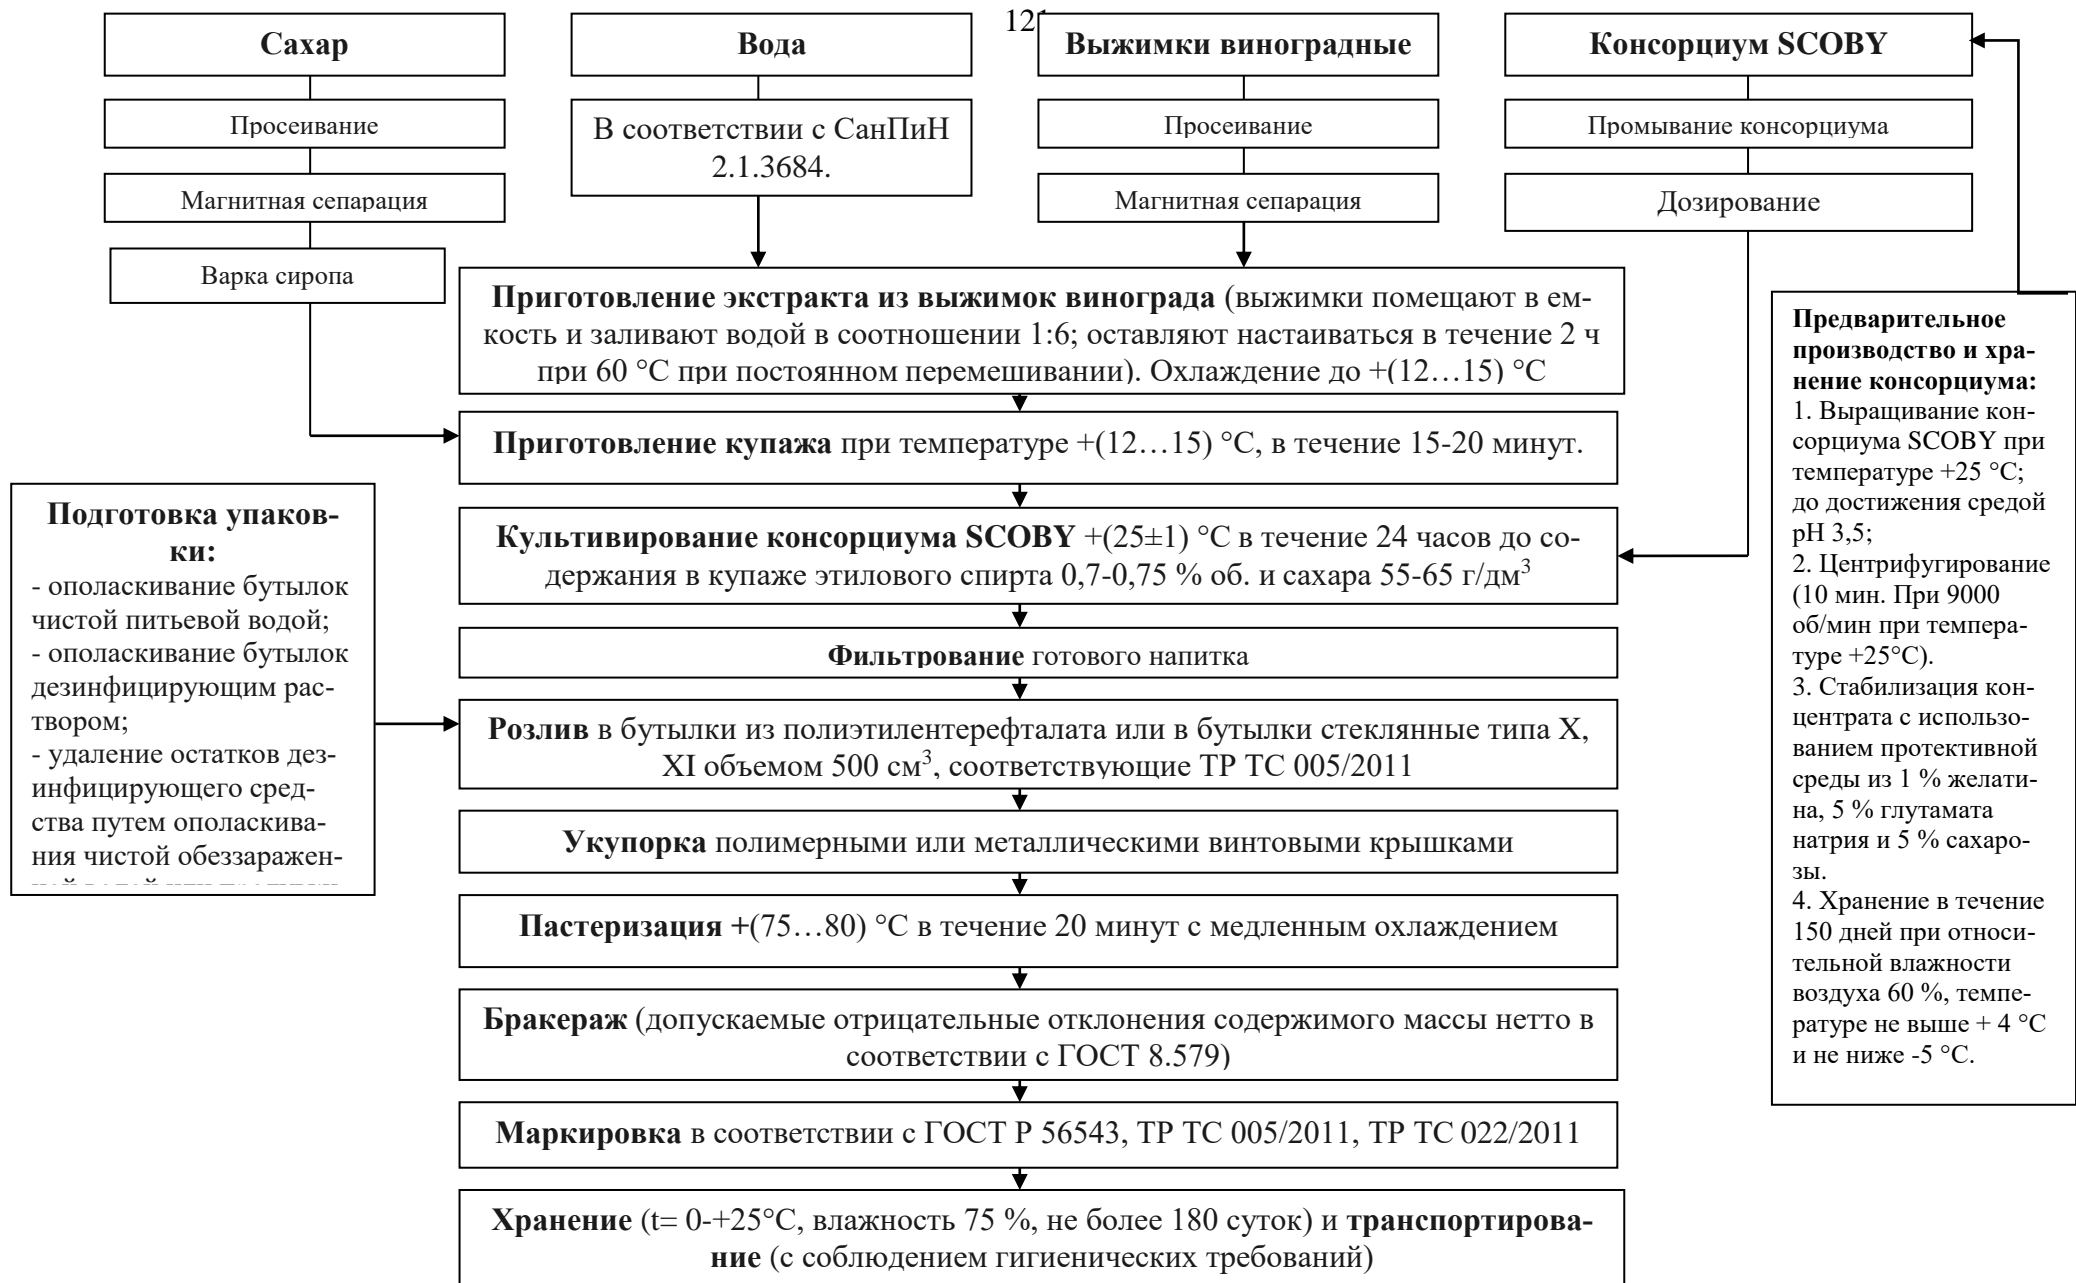 12
Сахар
Вода
Выжимки виноградные
Консорциум SCOBY
Просеивание
В соответствии с СанПиН
2.1.3684.
Просеивание
Промывание консорциума
Магнитная сепарация
Магнитная сепарация
Дозирование
Варка сиропа
Приготовление экстракта из выжимок винограда (выжимки помещают в ем-
кость и заливают водой в соотношении 1:6; оставляют настаиваться в течение 2 ч
при 60 °С при постоянном перемешивании). Охлаждение до +(12…15) °С
Приготовление купажа при температуре +(12…15) °С, в течение 15-20 минут.
Культивирование консорциума SCOBY +(25±1) °С в течение 24 часов до со-
держания в купаже этилового спирта 0,7-0,75 % об. и сахара 55-65 г/дм³
Фильтрование готового напитка
Розлив в бутылки из полиэтилентерефталата или в бутылки стеклянные типа X,
XI объемом 500 см³, соответствующие ТР ТС 005/2011
Укупорка полимерными или металлическими винтовыми крышками
Пастеризация +(75…80) °С в течение 20 минут с медленным охлаждением
Бракераж (допускаемые отрицательные отклонения содержимого массы нетто в
соответствии с ГОСТ 8.579)
Маркировка в соответствии с ГОСТ Р 56543, ТР ТС 005/2011, ТР ТС 022/2011
Хранение (t= 0-+25°С, влажность 75 %, не более 180 суток) и транспортирова-
ние (с соблюдением гигиенических требований)
Подготовка упаков-
ки:
- ополаскивание бутылок
чистой питьевой водой;
- ополаскивание бутылок
дезинфицирующим рас-
твором;
- удаление остатков дез-
инфицирующего сред-
ства путем ополаскива-
ния чистой обеззаражен-
Предварительное
производство и хра-
нение консорциума:
1. Выращивание кон-
сорциума SCOBY при
температуре +25 °С;
до достижения средой
pH 3,5;
2. Центрифугирование
(10 мин. При 9000
об/мин при темпера-
туре +25°С).
3. Стабилизация кон-
центрата с использо-
ванием протективной
среды из 1 % желати-
на, 5 % глутамата
натрия и 5 % сахаро-
зы.
4. Хранение в течение
150 дней при относи-
тельной влажности
воздуха 60 %, темпе-
ратуре не выше + 4 °С
и не ниже -5 °С.